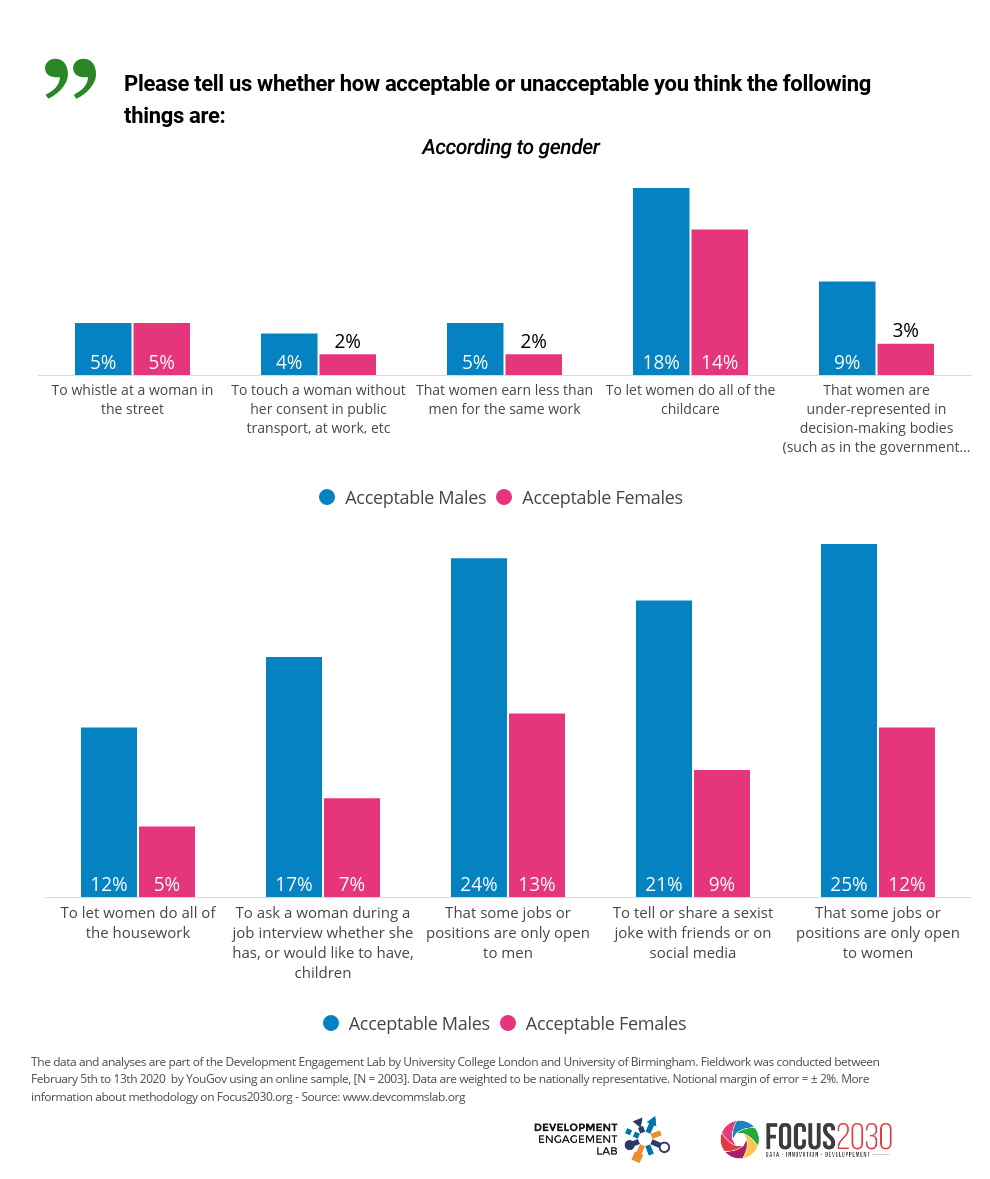 Please tell us whether how acceptable or unacceptable you think the following
things are:
According to gender
5% 5% 4% 2% 5% 2% 18% 14% 9% 3%
To whistle at a woman in
the street
To touch a woman without
her consent in public
transport, at work, etc
That women earn less than
men for the same work
To let women do all of the
childcare
That women are
under-represented in
decision-making bodies
(such as in the government...
Acceptable Males Acceptable Females
12% 5% 17% 7% 24% 13% 21% 9% 25% 12%
To let women do all of
the housework
To ask a woman during a
job interview whether she
has, or would like to have,
children
That some jobs or
positions are only open
to men
To tell or share a sexist
joke with friends or on
social media
That some jobs or
positions are only open
to women
Acceptable Males Acceptable Females
The data and analyses are part of the Development Engagement Lab by University College London and University of Birmingham. Fieldwork was conducted between
February 5th to 13th 2020 by YouGov using an online sample, [N = 2003]. Data are weighted to be nationally representative. Notional margin of error = ± 2%. More
information about methodology on Focus2030.org - Source: www.devcommslab.org
DEVELOPMENT
ENGAGEMENT
LAB
FOCUS2030
DATA · INNOVATION · DEVELOPPEMENT